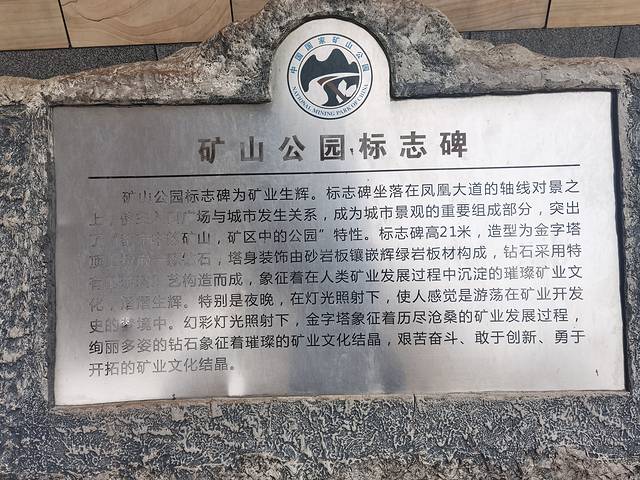 中国国家矿山公园
NATIONAL MINING PARK OF CHINA
矿山公园标志碑
矿山公园标志碑为矿业生辉。标志碑坐落在凤凰大道的轴线对景之
上，广场与城市发生关系，成为城市景观的重要组成部分，突出
了矿山，矿区中的公园”特性。标志碑高21米，造型为金字塔
顶石，塔身装饰由砂岩板镶嵌辉绿岩板材构成，钻石采用特
有艺构造而成，象征着在人类矿业发展过程中沉淀的璀璨矿业文
化，生辉。特别是夜晚，在灯光照射下，使人感觉是游荡在矿业开发
史的梦境中。幻彩灯光照射下，金字塔象征着历尽沧桑的矿业发展过程，
绚丽多姿的钻石象征着璀璨的矿业文化结晶，艰苦奋斗、敢于创新、勇于
开拓的矿业文化结晶。